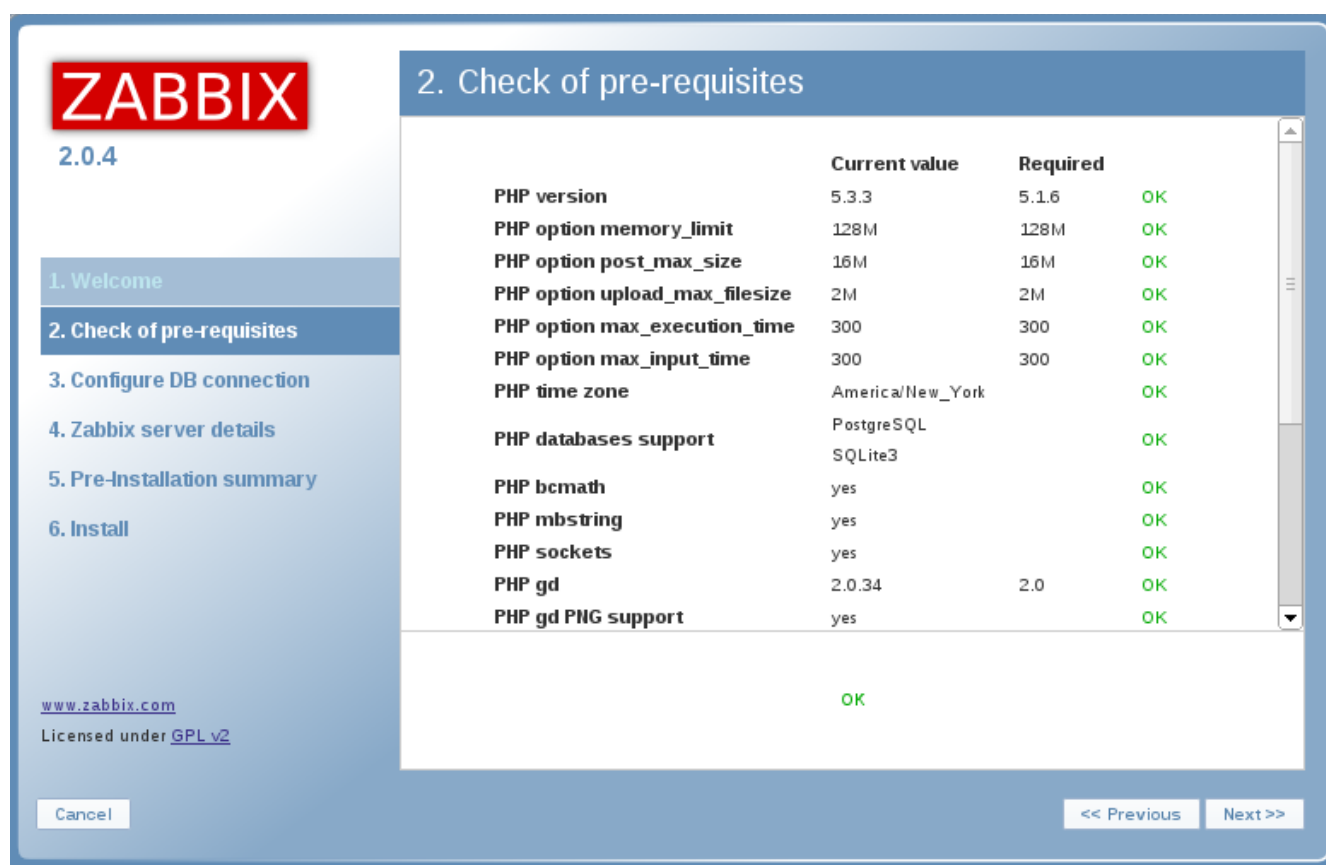 ZABBIX
2.0.4
1. Welcome
2. Check of pre-requisites
3. Configure DB connection
4. Zabbix server details
5. Pre-Installation summary
6. Install
www.zabbix.com
Licensed under GPL v2
2. Check of pre-requisites
Current value Required
PHP version 5.3.3 5.1.6 OK
PHP option memory_limit 128M 128M OK
PHP option post_max_size 16M 16M OK
PHP option upload_max_filesize 2M 2M OK
PHP option max_execution_time 300 300 OK
PHP option max_input_time 300 300 OK
PHP time zone America/New_York OK
PHP databases support PostgreSQL OK
SQLite3
PHP bcmath yes OK
PHP mbstring yes OK
PHP sockets yes OK
PHP gd 2.0.34 2.0 OK
PHP gd PNG support yes OK
OK
Cancel << Previous Next >>